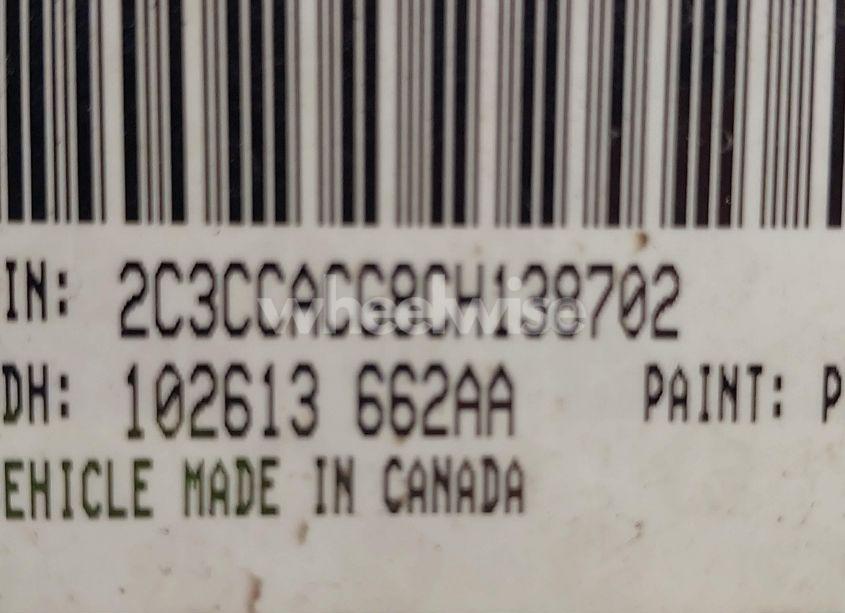 IN: 2C3CCACG8CH138702
wheelwise
DH: 102613 662AA PAINT: P
EHICLE MADE IN CANADA